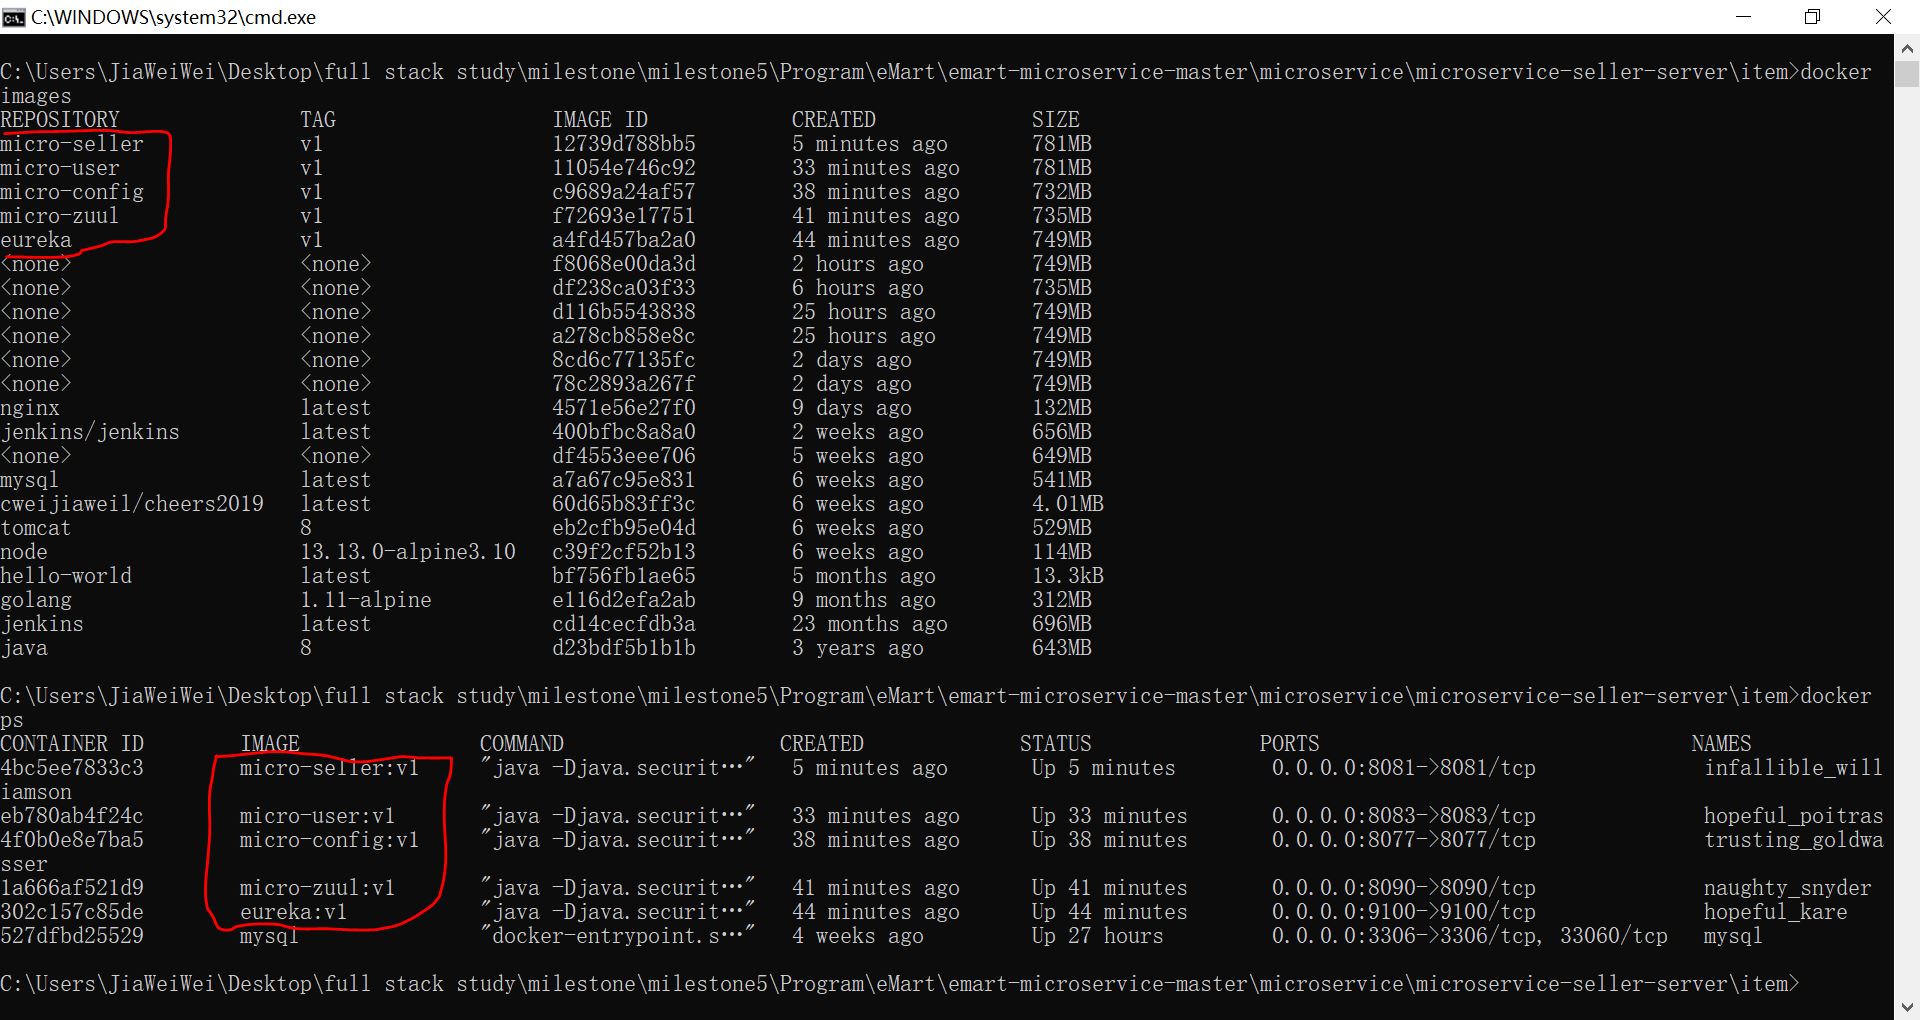 C:\WINDOWS\system32\cmd.exe
C:\Users\JiaWeiWei\Desktop\full stack study\milestone\milestone5\Program\eMart\emart-microservice-master\microservice\microservice-seller-server\item>docker
images
REPOSITORY TAG IMAGE ID CREATED SIZE
micro-seller v1 12739d788bb5 5 minutes ago 781MB
micro-user v1 11054e746c92 33 minutes ago 781MB
micro-config v1 c9689a24af57 38 minutes ago 732MB
micro-zuul v1 f72693e17751 41 minutes ago 735MB
eureka v1 a4fd457ba2a0 44 minutes ago 749MB
<none> <none> f8068e00da3d 2 hours ago 749MB
<none> <none> df238ca03f33 6 hours ago 735MB
<none> <none> d116b5543838 25 hours ago 749MB
<none> <none> a278cb858e8c 25 hours ago 749MB
<none> <none> 8cd6c77135fc 2 days ago 749MB
<none> <none> 78c2893a267f 2 days ago 749MB
nginx latest 4571e56e27f0 9 days ago 132MB
jenkins/jenkins latest 400bfbc8a8a0 2 weeks ago 656MB
<none> <none> df4553eee706 5 weeks ago 649MB
mysql latest a7a67c95e831 6 weeks ago 541MB
cweijiaweil/cheers2019 latest 60d65b83ff3c 6 weeks ago 4.01MB
tomcat 8 eb2cfb95e04d 6 weeks ago 529MB
node 13.13.0-alpine3.10 c39f2cf52b13 6 weeks ago 114MB
hello-world latest bf756fb1ae65 5 months ago 13.3kB
golang 1.11-alpine e116d2efa2ab 9 months ago 312MB
jenkins latest cd14cecfdb3a 23 months ago 696MB
java 8 d23bdf5b1b1b 3 years ago 643MB
C:\Users\JiaWeiWei\Desktop\full stack study\milestone\milestone5\Program\eMart\emart-microservice-master\microservice\microservice-seller-server\item>docker
ps
CONTAINER ID IMAGE COMMAND CREATED STATUS PORTS NAMES
4bc5ee7833c3 micro-seller:v1 "java -Djava.securit…" 5 minutes ago Up 5 minutes 0.0.0.0:8081->8081/tcp infallible_will
iamson
eb780ab4f24c micro-user:v1 "java -Djava.securit…" 33 minutes ago Up 33 minutes 0.0.0.0:8083->8083/tcp hopeful_poitras
4f0b0e8e7ba5 micro-config:v1 "java -Djava.securit…" 38 minutes ago Up 38 minutes 0.0.0.0:8077->8077/tcp trusting_goldwa
sser
1a666af521d9 micro-zuul:v1 "java -Djava.securit…" 41 minutes ago Up 41 minutes 0.0.0.0:8090->8090/tcp naughty_snyder
302c157c85de eureka:v1 "java -Djava.securit…" 44 minutes ago Up 44 minutes 0.0.0.0:9100->9100/tcp hopeful_kare
527dfbd25529 mysql "docker-entrypoint.s…" 4 weeks ago Up 27 hours 0.0.0.0:3306->3306/tcp, 33060/tcp mysql
C:\Users\JiaWeiWei\Desktop\full stack study\milestone\milestone5\Program\eMart\emart-microservice-master\microservice\microservice-seller-server\item>